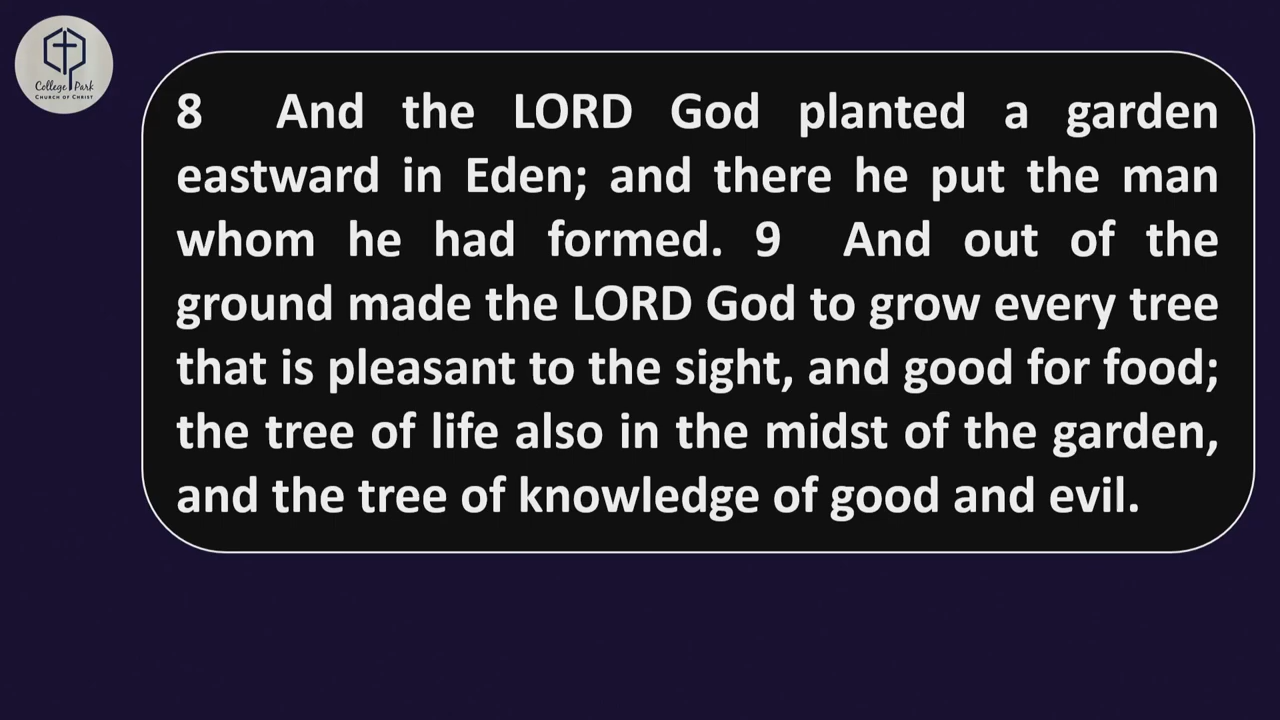 College Park
CHURCH OF CHRIST
8 And the LORD God planted a garden
eastward in Eden; and there he put the man
whom he had formed. 9 And out of the
ground made the LORD God to grow every tree
that is pleasant to the sight, and good for food;
the tree of life also in the midst of the garden,
and the tree of knowledge of good and evil.